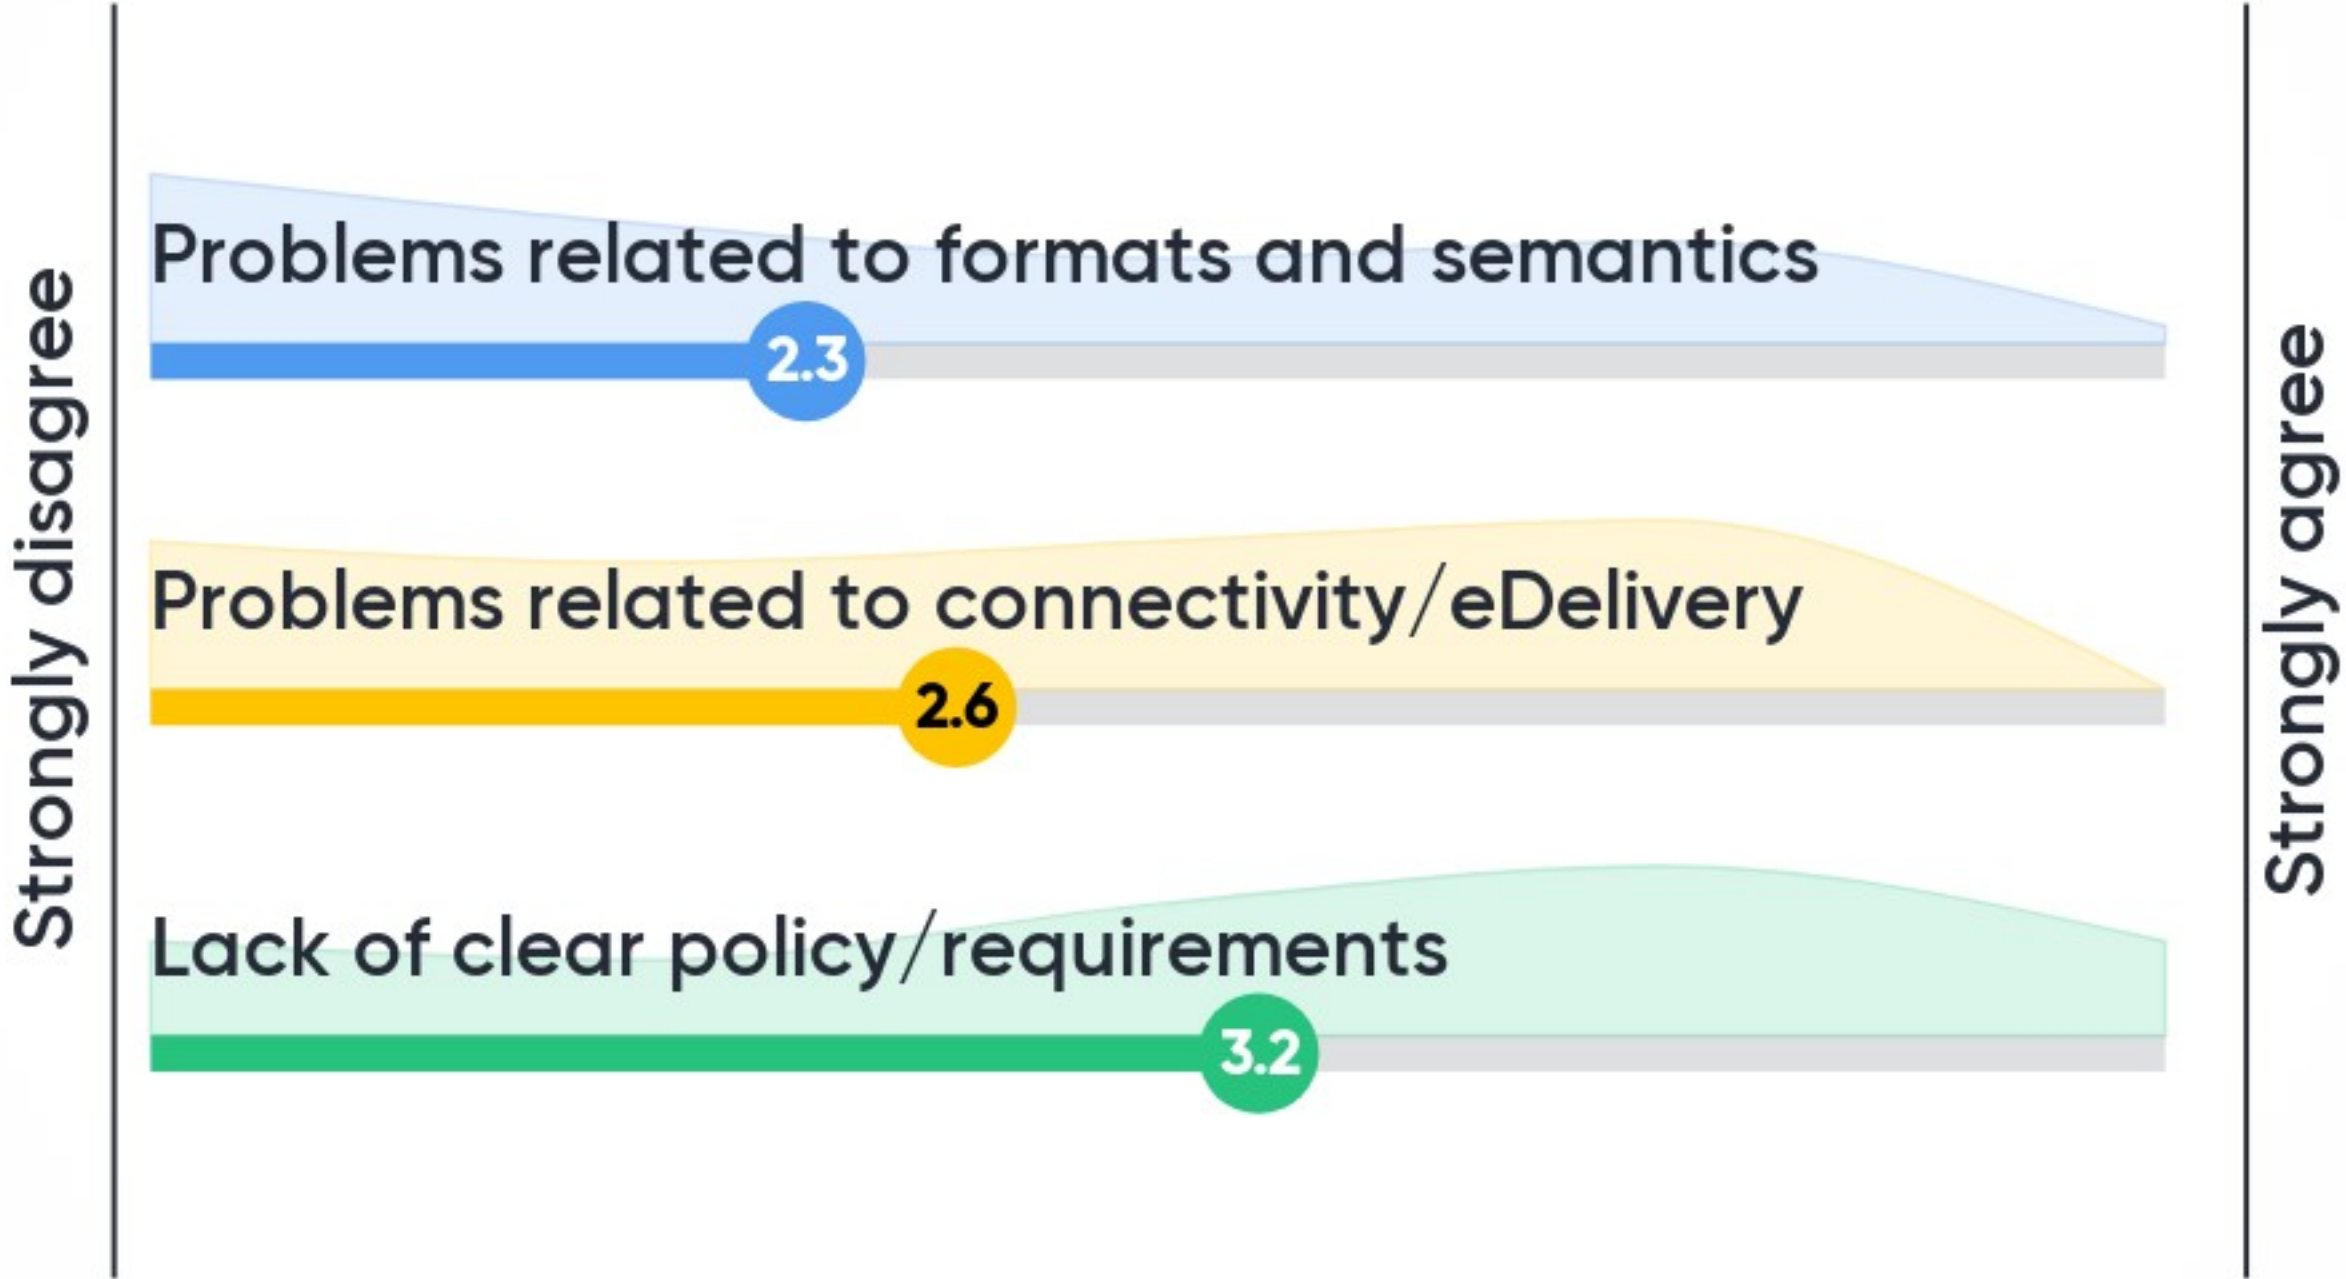 Strongly disagree
Problems related to formats and semantics
2.3
Problems related to connectivity/eDelivery
2.6
Lack of clear policy/requirements
3.2
Strongly agree